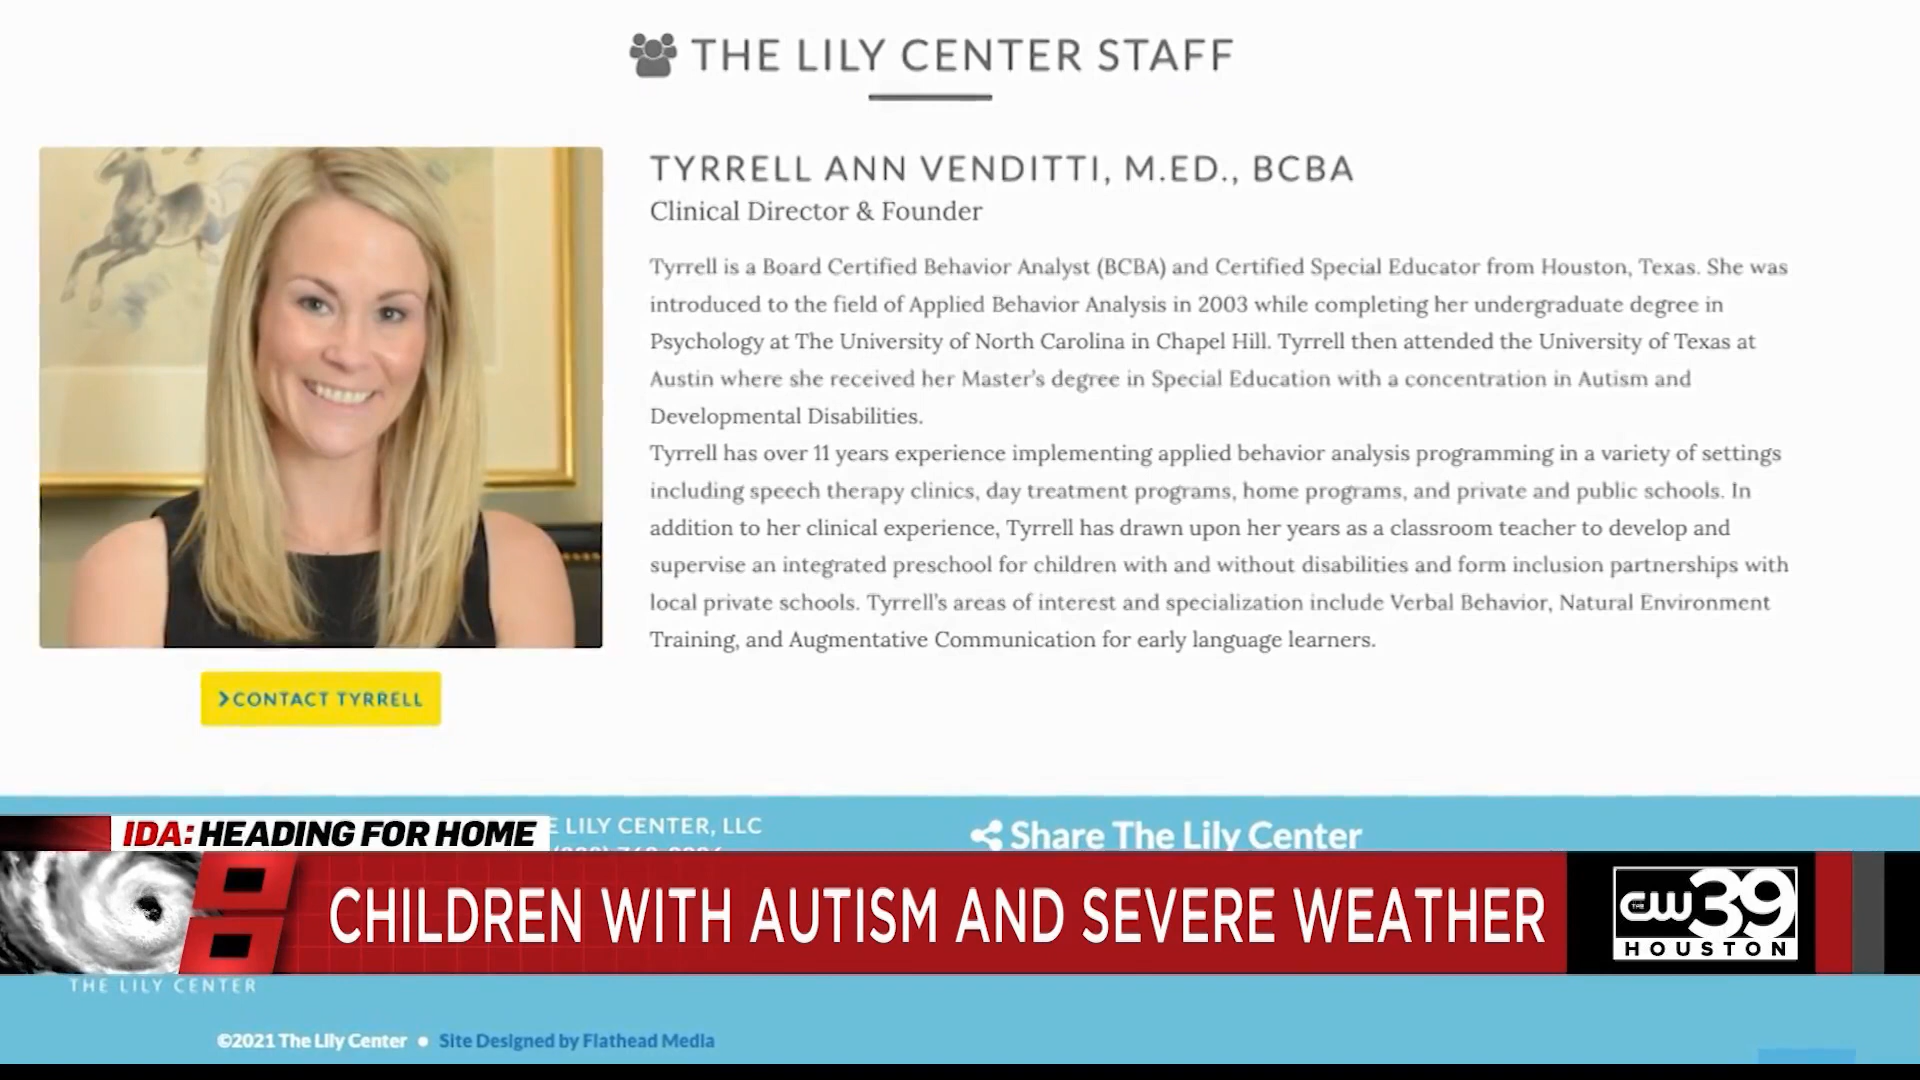 THE LILY CENTER STAFF
TYRRELL ANN VENDITTI, M.ED., BCBA
Clinical Director & Founder
Tyrrell is a Board Certified Behavior Analyst (BCBA) and Certified Special Educator from Houston, Texas. She was
introduced to the field of Applied Behavior Analysis in 2003 while completing her undergraduate degree in
Psychology at The University of North Carolina in Chapel Hill. Tyrrell then attended the University of Texas at
Austin where she received her Master's degree in Special Education with a concentration in Autism and
Developmental Disabilities.
Tyrrell has over 11 years experience implementing applied behavior analysis programming in a variety of settings
including speech therapy clinics, day treatment programs, home programs, and private and public schools. In
addition to her clinical experience, Tyrrell has drawn upon her years as a classroom teacher to develop and
supervise an integrated preschool for children with and without disabilities and form inclusion partnerships with
local private schools. Tyrrell's areas of interest and specialization include Verbal Behavior, Natural Environment
Training, and Augmentative Communication for early language learners.
CONTACT TYRRELL
E LILY CENTER, LLC
Share The Lily Center
IDA: HEADING FOR HOME
CHILDREN WITH AUTISM AND SEVERE WEATHER
THE CW 39
HOUSTON
THE LILY CENTER
©2021 The Lily Center • Site Designed by Flathead Media